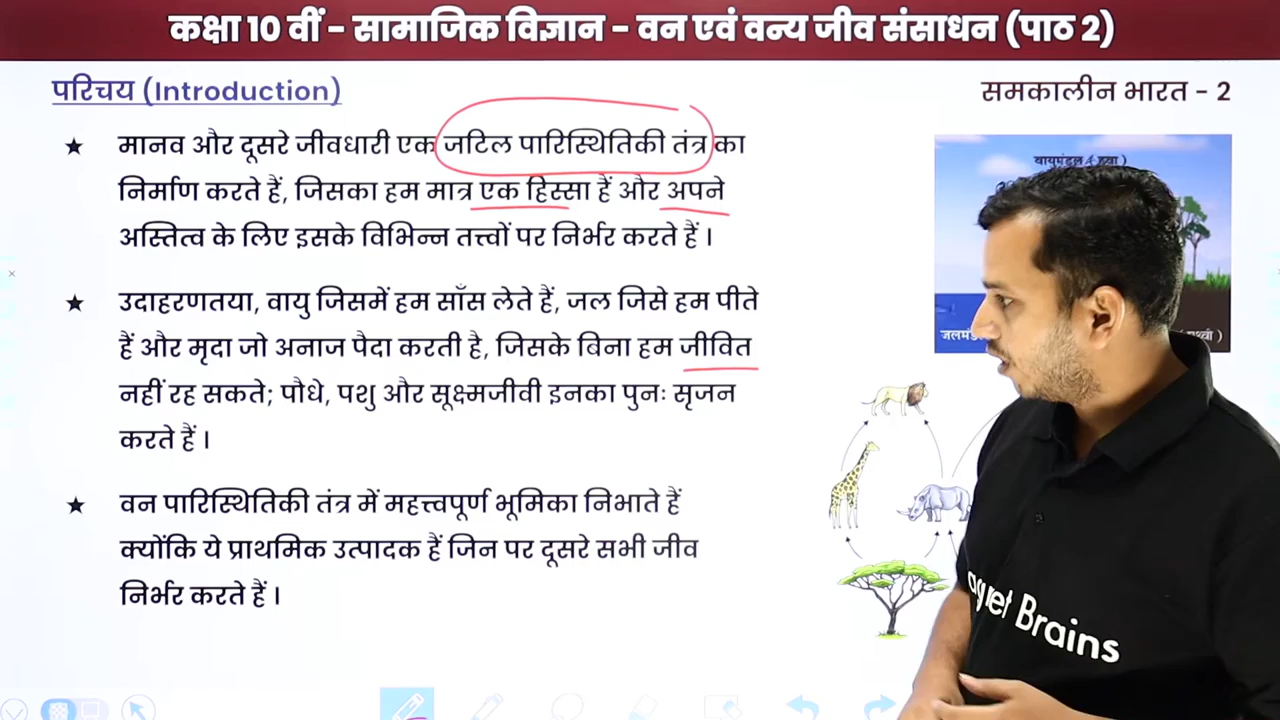 कक्षा 10 वीं - सामाजिक विज्ञान - वन एवं वन्य जीव संसाधन (पाठ 2)
परिचय (Introduction)
समकालीन भारत - 2
★ मानव और दूसरे जीवधारी एक जटिल पारिस्थितिकी तंत्र का
निर्माण करते हैं, जिसका हम मात्र एक हिस्सा हैं और अपने
अस्तित्व के लिए इसके विभिन्न तत्त्वों पर निर्भर करते हैं।
★ उदाहरणतया, वायु जिसमें हम साँस लेते हैं, जल जिसे हम पीते
हैं और मृदा जो अनाज पैदा करती है, जिसके बिना हम जीवित
नहीं रह सकते; पौधे, पशु और सूक्ष्मजीवी इनका पुनः सृजन
करते हैं।
★ वन पारिस्थितिकी तंत्र में महत्त्वपूर्ण भूमिका निभाते हैं
क्योंकि ये प्राथमिक उत्पादक हैं जिन पर दूसरे सभी जीव
निर्भर करते हैं।
वायुमंडल ( हवा )
agnet Brains